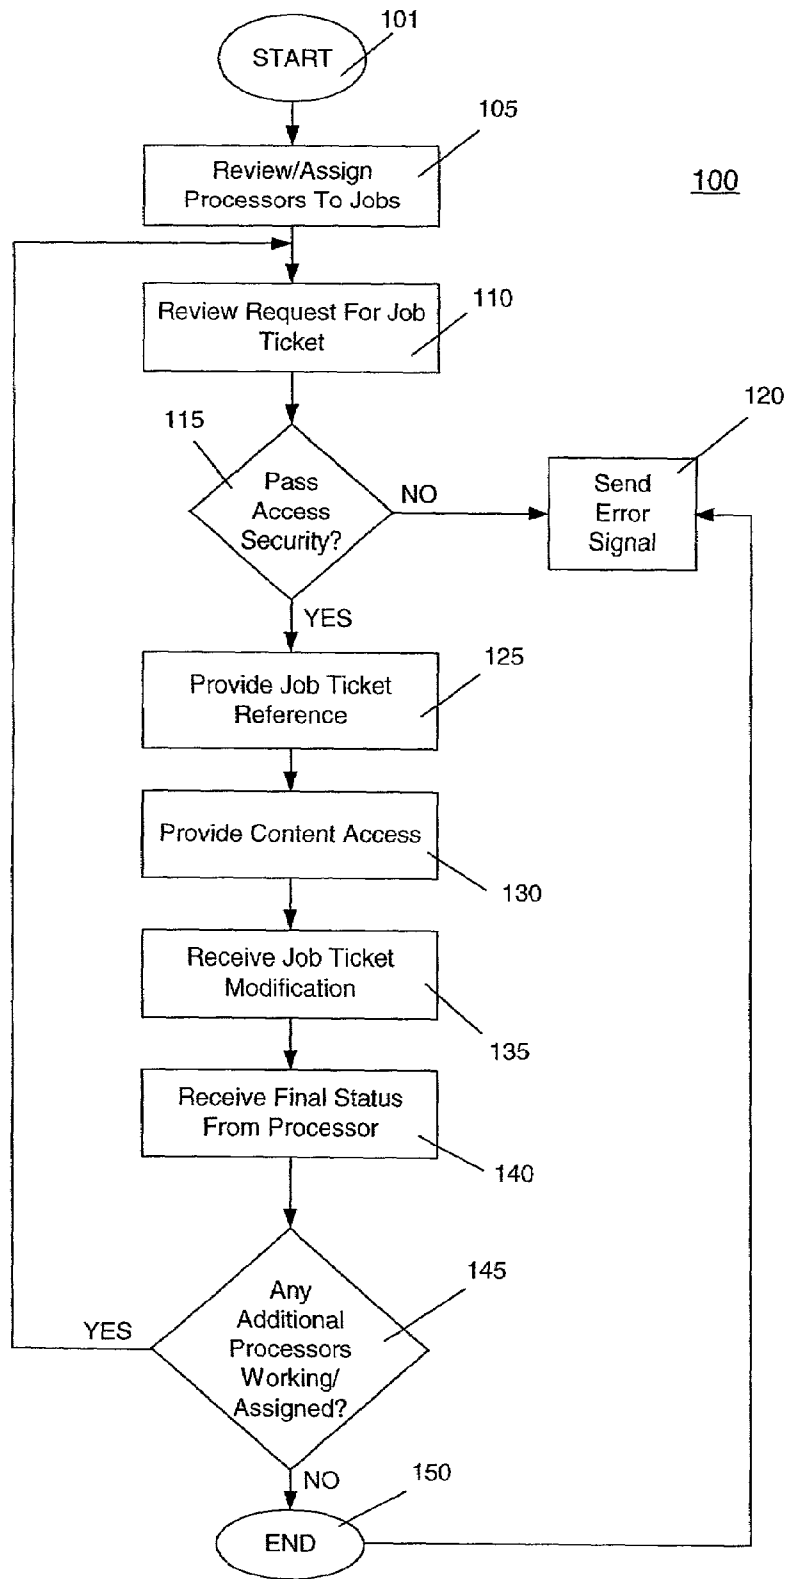 101
START
105
Review/Assign
Processors To Jobs
100
Review Request For Job
Ticket
110
115
Pass
Access
Security?
NO
120
Send
Error
Signal
YES
125
Provide Job Ticket
Reference
Provide Content Access
130
Receive Job Ticket
Modification
135
Receive Final Status
From Processor
140
145
Any
Additional
Processors
Working/
Assigned?
YES
NO
150
END